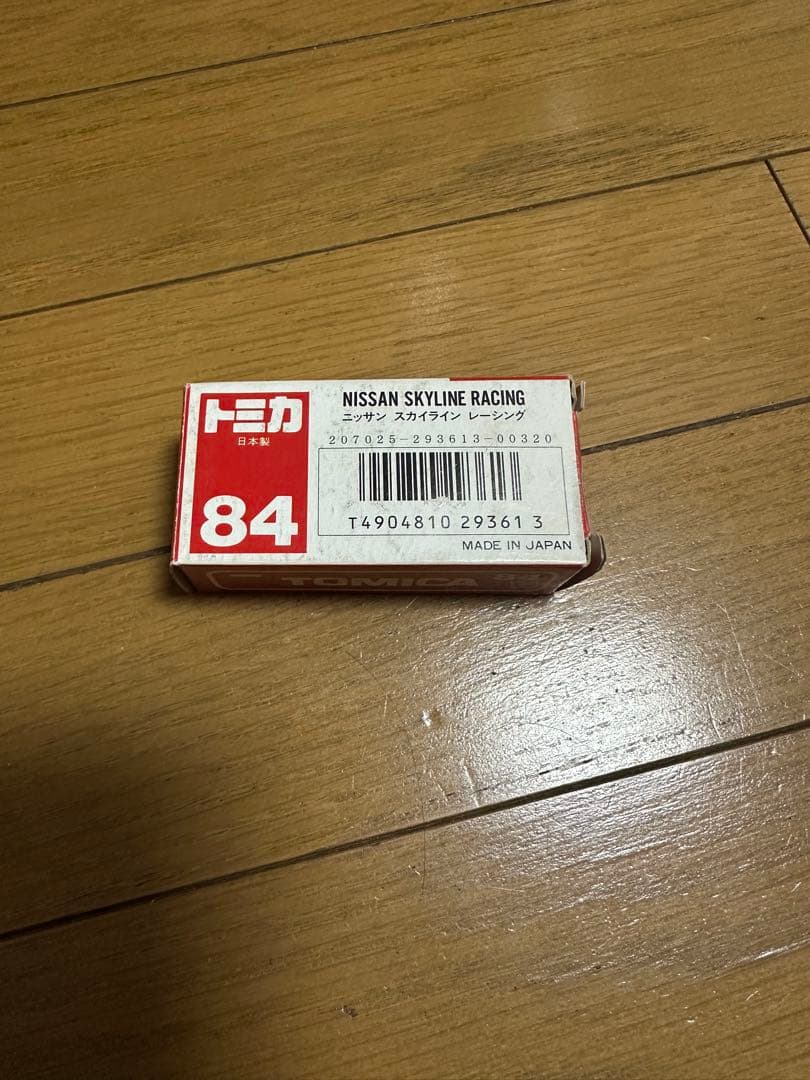 トミカ
日本製
84
NISSAN SKYLINE RACING
ニッサン スカイライン レーシング
207025-293613-00320
T4904810 29361 3
MADE IN JAPAN
TOMICA
84